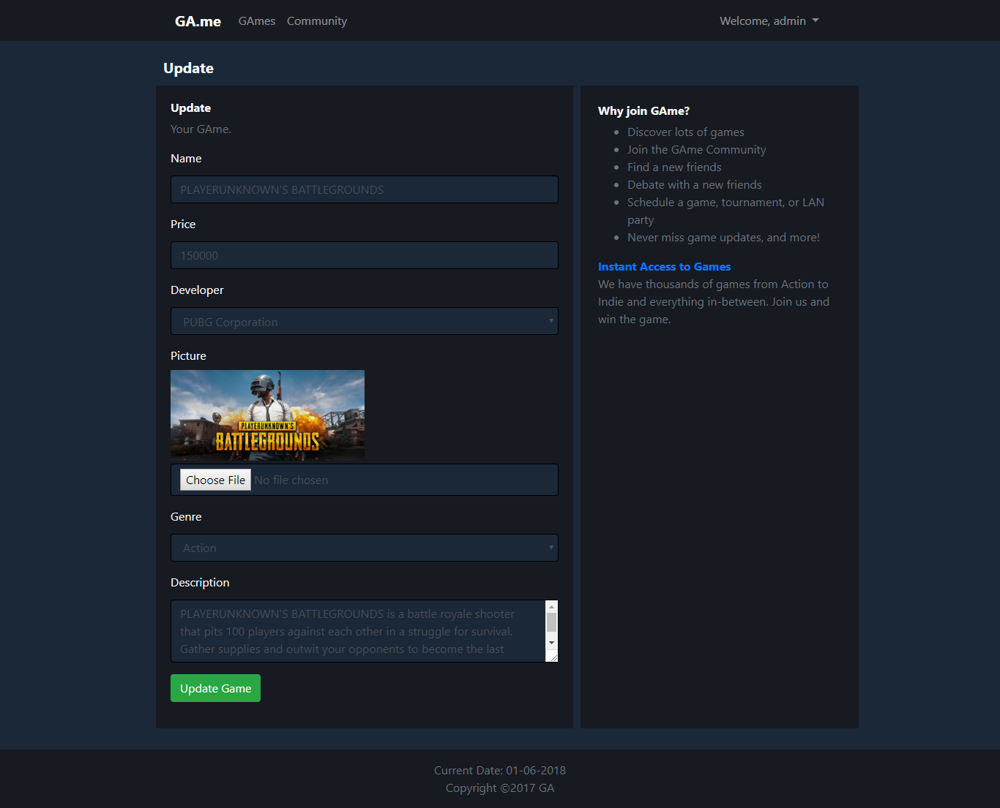 GA.me GAmes Community Welcome, admin
Update
Update
Your GAme.
Name
PLAYERUNKNOWN'S BATTLEGROUNDS
Price
150000
Developer
PUBG Corporation
Picture
PLAYERUNKNOWN'S
BATTLEGROUNDS
Choose File No file chosen
Genre
Action
Description
PLAYERUNKNOWN'S BATTLEGROUNDS is a battle royale shooter
that pits 100 players against each other in a struggle for survival.
Gather supplies and outwit your opponents to become the last
Update Game
Why join GAme?
Discover lots of games
Join the GAme Community
Find a new friends
Debate with a new friends
Schedule a game, tournament, or LAN
party
Never miss game updates, and more!
Instant Access to Games
We have thousands of games from Action to
Indie and everything in-between. Join us and
win the game.
Current Date: 01-06-2018
Copyright ©2017 GA